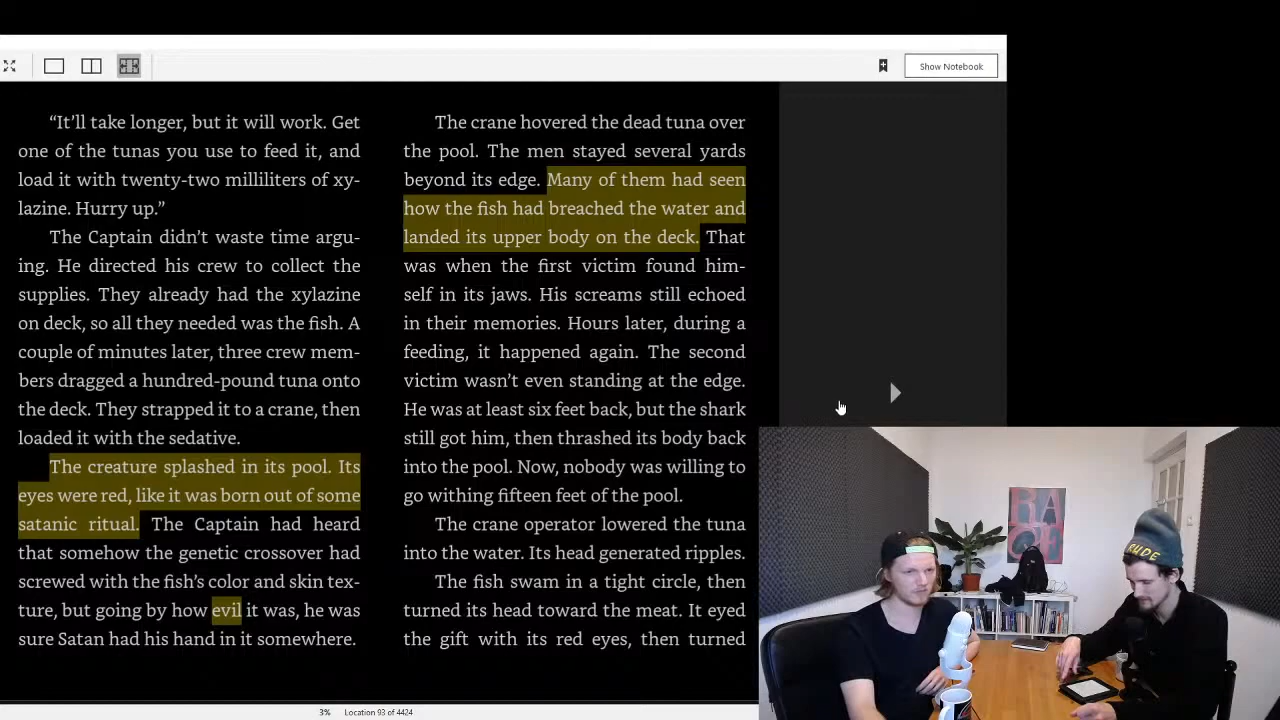 Show Notebook
“It’ll take longer, but it will work. Get
one of the tunas you use to feed it, and
load it with twenty-two milliliters of xy-
lazine. Hurry up.”
The Captain didn’t waste time argu-
ing. He directed his crew to collect the
supplies. They already had the xylazine
on deck, so all they needed was the fish. A
couple of minutes later, three crew mem-
bers dragged a hundred-pound tuna onto
the deck. They strapped it to a crane, then
loaded it with the sedative.
The creature splashed in its pool. Its
eyes were red, like it was born out of some
satanic ritual. The Captain had heard
that somehow the genetic crossover had
screwed with the fish’s color and skin tex-
ture, but going by how evil it was, he was
sure Satan had his hand in it somewhere.
The crane hovered the dead tuna over
the pool. The men stayed several yards
beyond its edge. Many of them had seen
how the fish had breached the water and
landed its upper body on the deck. That
was when the first victim found him-
self in its jaws. His screams still echoed
in their memories. Hours later, during a
feeding, it happened again. The second
victim wasn’t even standing at the edge.
He was at least six feet back, but the shark
still got him, then thrashed its body back
into the pool. Now, nobody was willing to
go withing fifteen feet of the pool.
The crane operator lowered the tuna
into the water. Its head generated ripples.
The fish swam in a tight circle, then
turned its head toward the meat. It eyed
the gift with its red eyes, then turned
3% Location 93 of 4424
RA
GE
RUDE